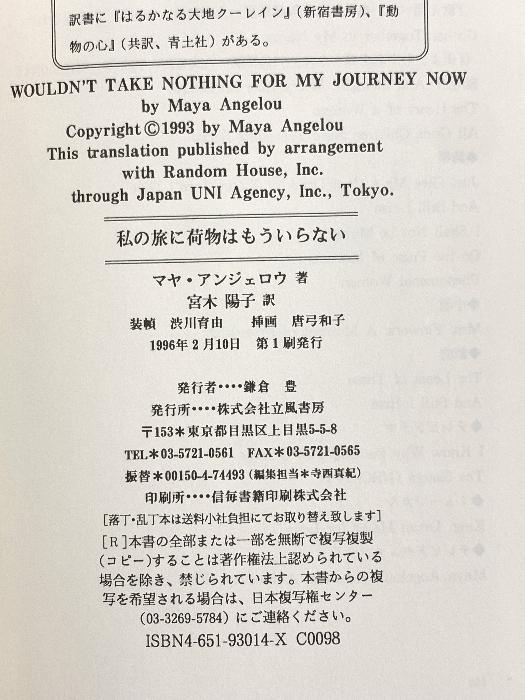 訳書に『はるかなる大地クーレイン』(新宿書房)、『動
物の心』(共訳、青土社)がある。
WOULDN'T TAKE NOTHING FOR MY JOURNEY NOW
by Maya Angelou
Copyright©1993 by Maya Angelou
This translation published by arrangement
with Random House, Inc.
through Japan UNI Agency, Inc., Tokyo.
私の旅に荷物はもういらない
マヤ・アンジェロウ 著
宮木 陽子 訳
装幀 渋川育由 挿画 唐弓和子
1996年2月10日 第1刷発行
発行者････鎌倉 豊
発行所････株式会社立風書房
〒153＊東京都目黒区上目黒5-5-8
TEL＊03-5721-0561 FAX＊03-5721-0565
振替＊00150-4-74493(編集担当＊寺西真紀)
印刷所････信毎書籍印刷株式会社
[落丁・乱丁本は送料小社負担にてお取り替え致します]
[R]本書の全部または一部を無断で複写複製
(コピー)することは著作権法上認められている
場合を除き、禁じられています。本書からの複
写を希望される場合は、日本複写権センター
(03-3269-5784)にご連絡ください。
ISBN4-651-93014-X C0098